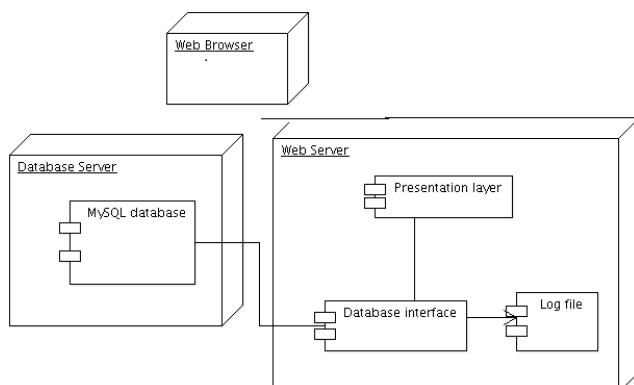 Web Browser
Database Server
Web Server
MySQL database
Presentation layer
Database interface
Log file